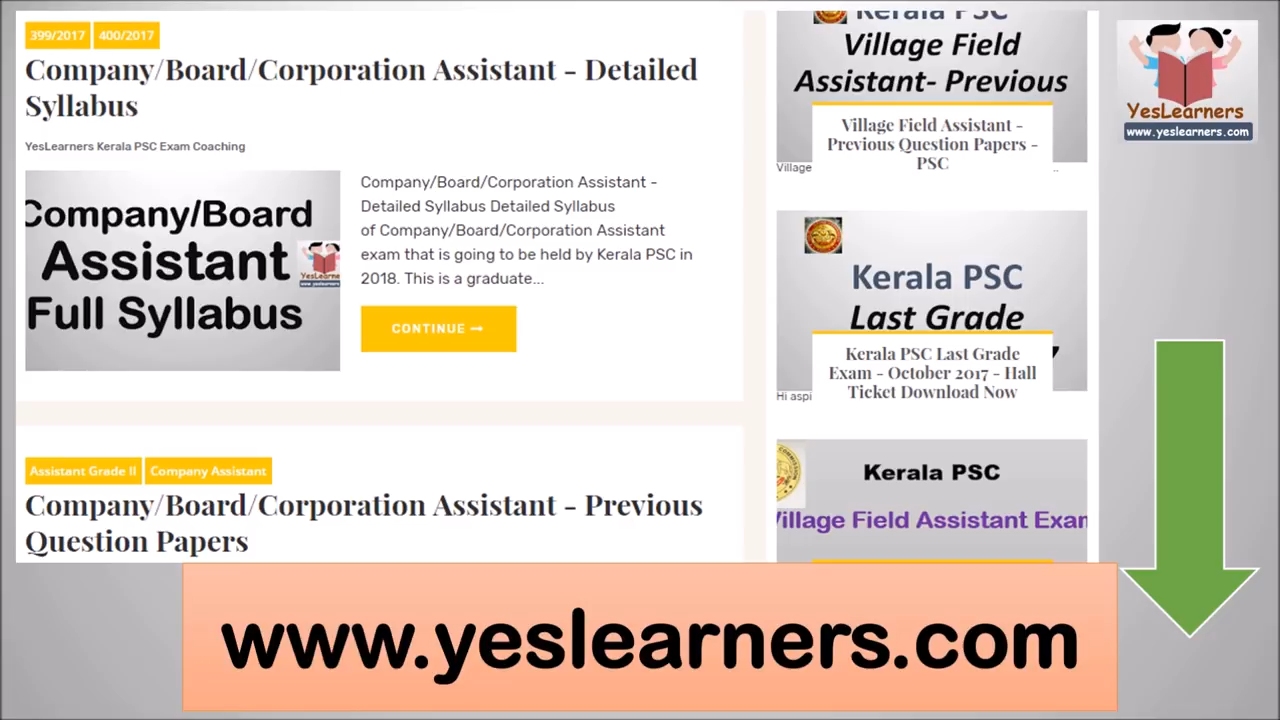 399/2017 400/2017
Company/Board/Corporation Assistant - Detailed
Syllabus
YesLearners Kerala PSC Exam Coaching
Company/Board
Assistant
Full Syllabus
YesLearners
Company/Board/Corporation Assistant -
Detailed Syllabus Detailed Syllabus
of Company/Board/Corporation Assistant
exam that is going to be held by Kerala PSC in
2018. This is a graduate...
CONTINUE
Assistant Grade II Company Assistant
Company/Board/Corporation Assistant - Previous
Question Papers
Kerala PSC
Village Field
Assistant- Previous
Village Field Assistant -
Previous Question Papers -
PSC
Village
Kerala PSC
Last Grade
Kerala PSC Last Grade
Exam - October 2017 - Hall
Ticket Download Now
Hi aspi
Kerala PSC
Village Field Assistant Exam
YesLearners
www.yeslearners.com
www.yeslearners.com